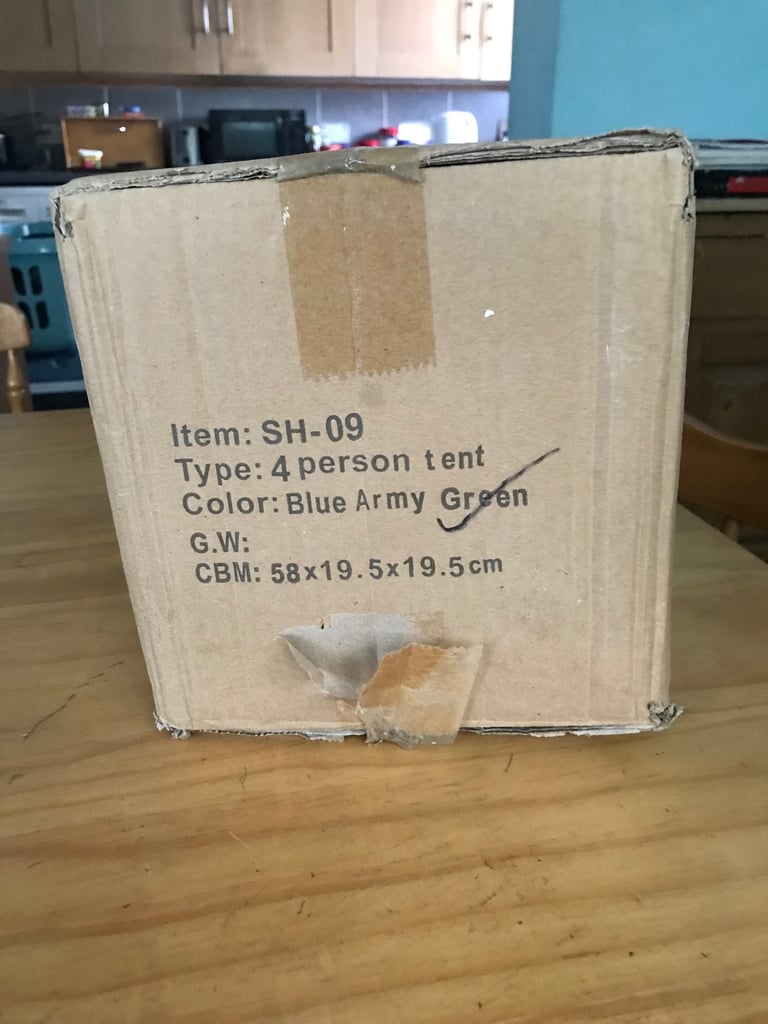 Item: SH-09
Type: 4 person tent
Color: Blue Army Green
G.W:
CBM: 58x19.5x19.5cm